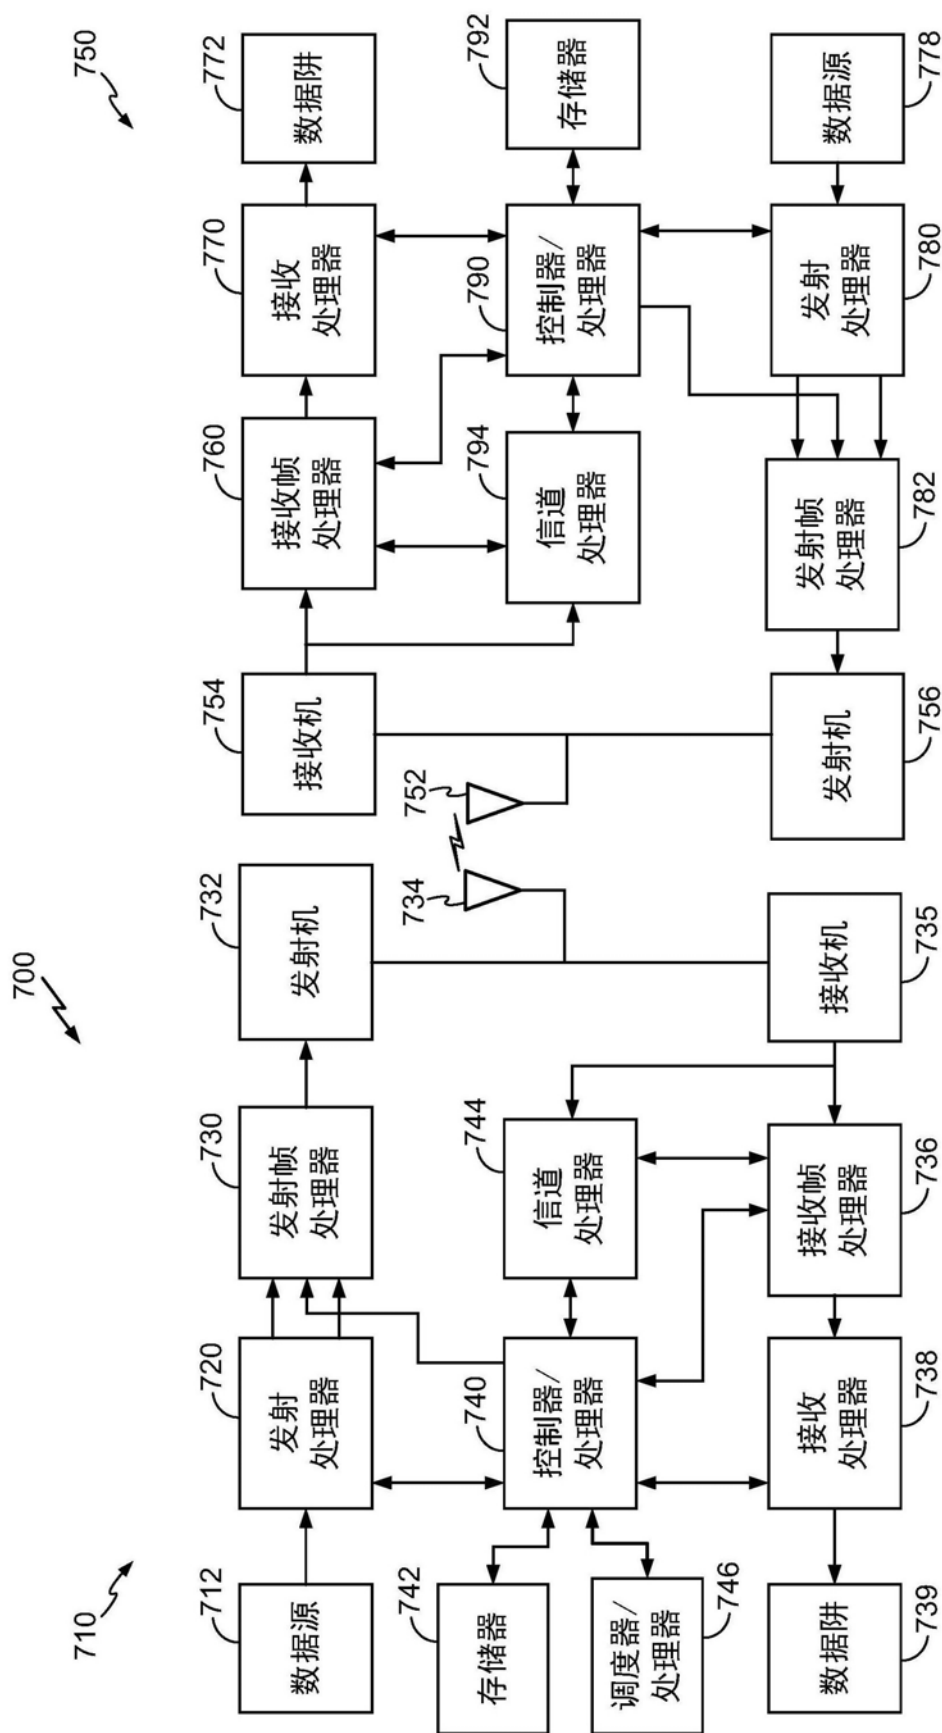 700
710
712
数据源
720
发射
处理器
730
发射帧
处理器
732
发射机
742
存储器
740
控制器/
处理器
744
信道
处理器
734
746
调度器/
处理器
739
数据阱
738
接收
处理器
736
接收帧
处理器
735
接收机
750
754
接收机
760
接收帧
处理器
770
接收
处理器
772
数据阱
752
794
信道
处理器
790
控制器/
处理器
792
存储器
756
发射机
782
发射帧
处理器
780
发射
处理器
778
数据源